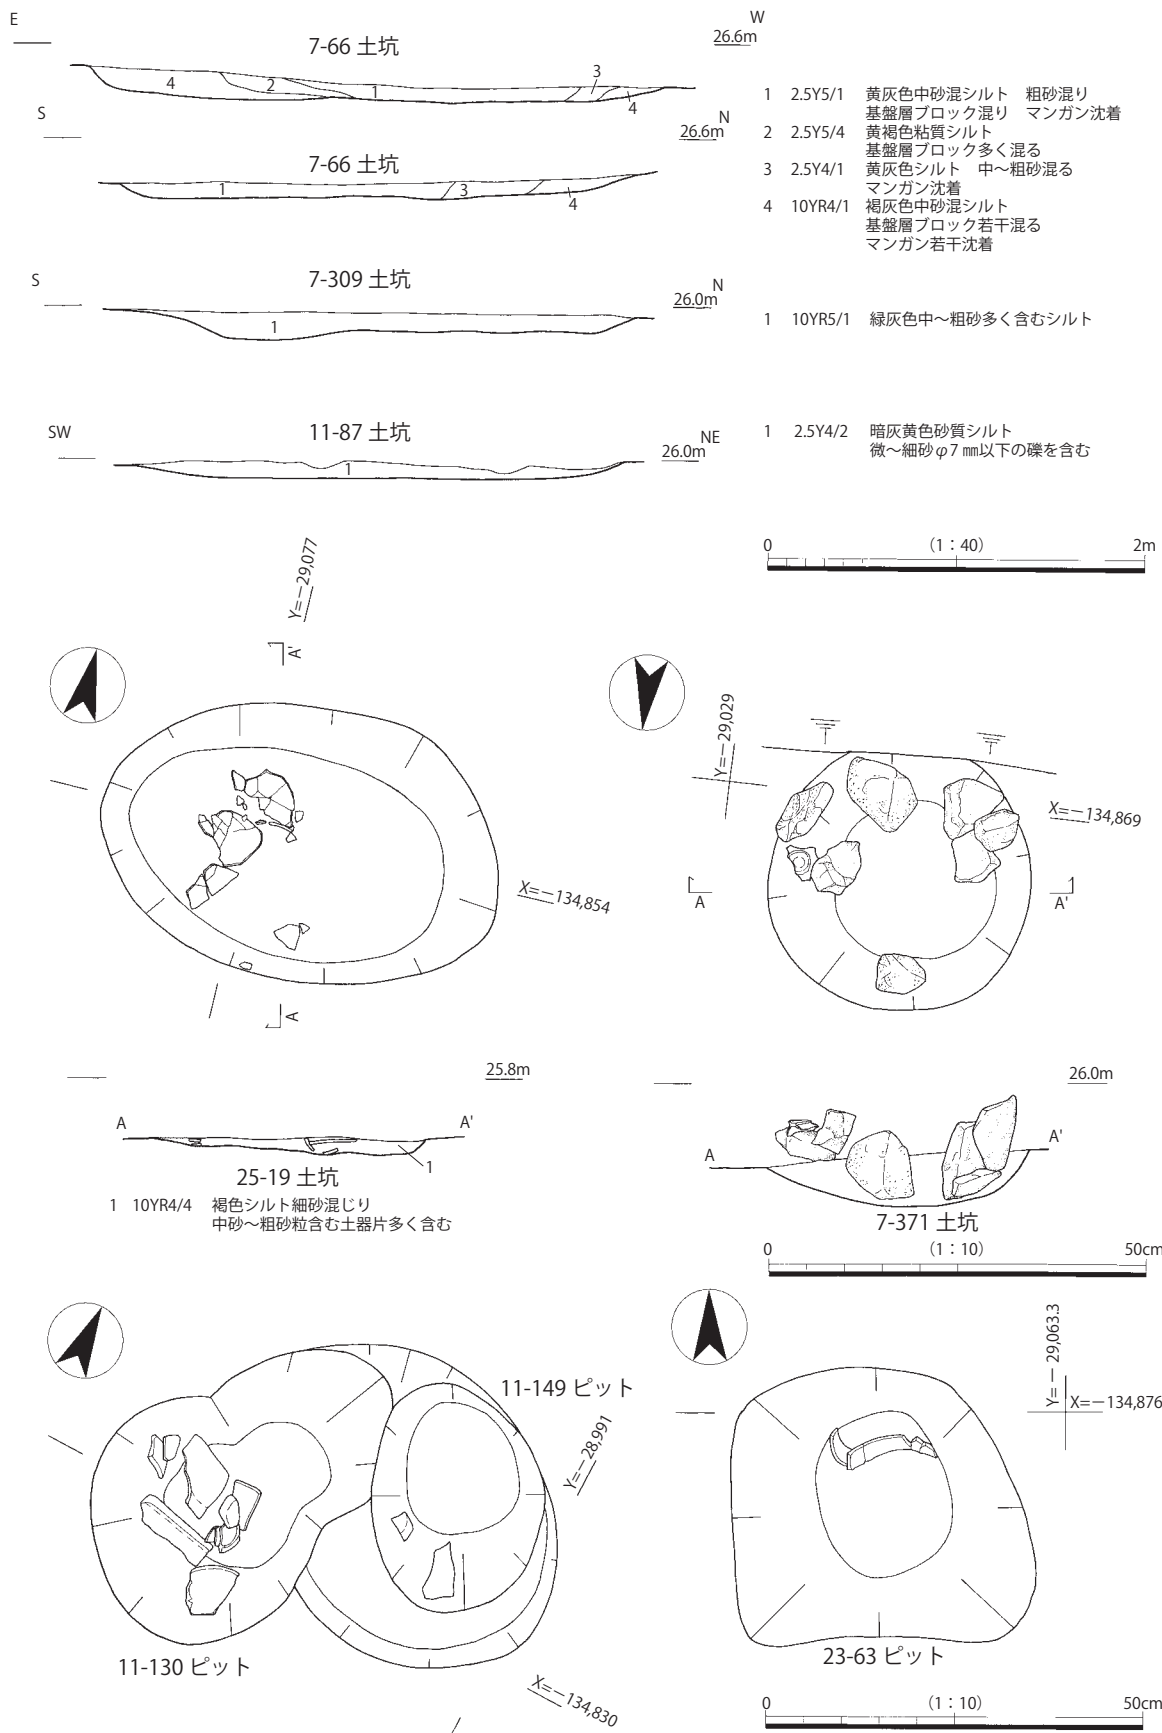 E
W
7-66 土坑
26.6m
4
2
1
3
4
S
N
26.6m
7-66 土坑
1
3
4
1 2.5Y5/1 黄灰色中砂混シルト 粗砂混り
基盤層ブロック混り マンガン沈着
2 2.5Y5/4 黄褐色粘質シルト
基盤層ブロック多く混る
3 2.5Y4/1 黄灰色シルト 中〜粗砂混る
マンガン沈着
4 10YR4/1 褐灰色中砂混シルト
基盤層ブロック若干混る
マンガン若干沈着
S
7-309 土坑
N
26.0m
1
1 10YR5/1 緑灰色中〜粗砂多く含むシルト
SW
11-87 土坑
NE
26.0m
1
1 2.5Y4/2 暗灰黄色砂質シルト
微〜細砂φ7㎜以下の礫を含む
0 (1：40) 2m
Y=－29,077
A'
X=－134,854
A
Y=－29,029
X=－134,869
A
A'
25.8m
A
A'
1
25-19 土坑
1 10YR4/4 褐色シルト細砂混じり
中砂〜粗砂粒含む土器片多く含む
26.0m
A
A'
7-371 土坑
0 (1：10) 50cm
11-149 ピット
Y=－28,991
11-130 ピット
X=－134,830
Y=－29,063.3
X=－134,876
23-63 ピット
0 (1：10) 50cm